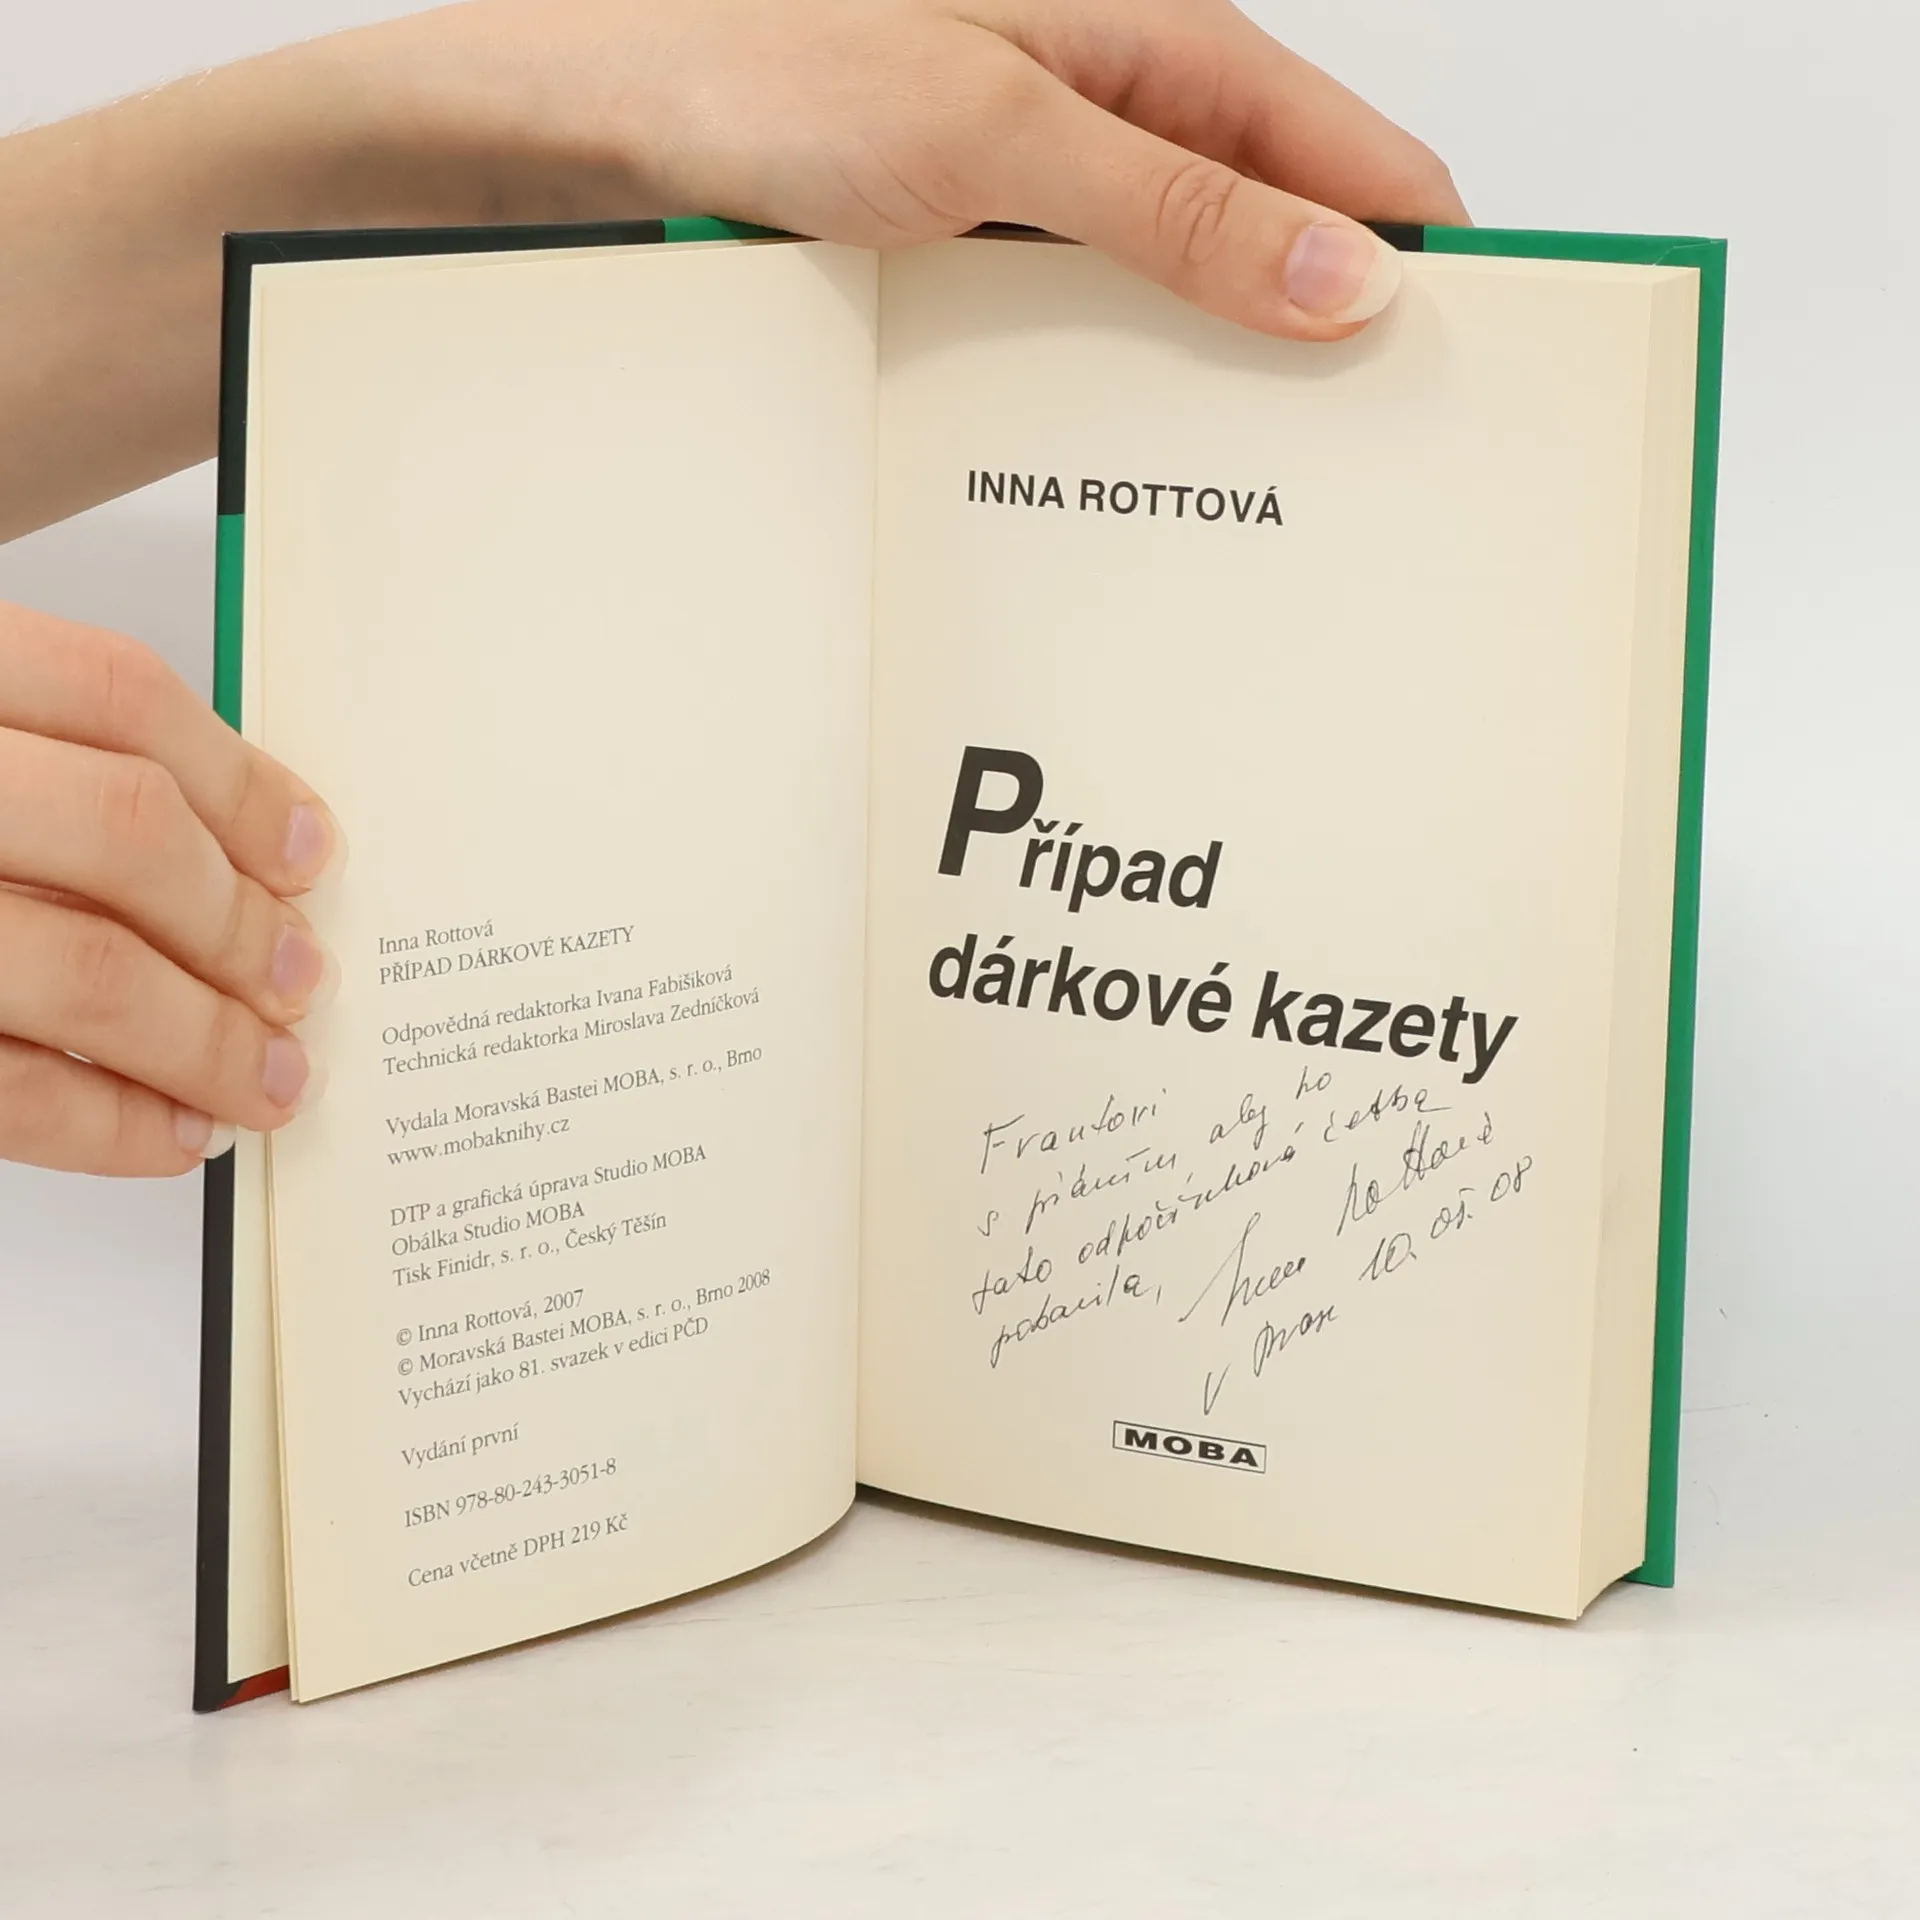 Inna Rottová
PŘÍPAD DÁRKOVÉ KAZETY
Odpovědná redaktorka Ivana Fabišiková
Technická redaktorka Miroslava Zedníčková
Vydala Moravská Bastei MOBA, s. r. o., Brno
www.mobaknihy.cz
DTP a grafická úprava Studio MOBA
Obálka Studio MOBA
Tisk Finidr, s. r. o., Český Těšín
© Inna Rottová, 2007
© Moravská Bastei MOBA, s. r. o., Brno 2008
Vychází jako 81. svazek v edici PČD
Vydání první
ISBN 978-80-243-3051-8
Cena včetně DPH 219 Kč
INNA ROTTOVÁ
Případ
dárkové kazety
s přáním aby ho
tato odpočinková četba
pobavila, Inna Rottová
V Praze 10. 05. 08
MOBA